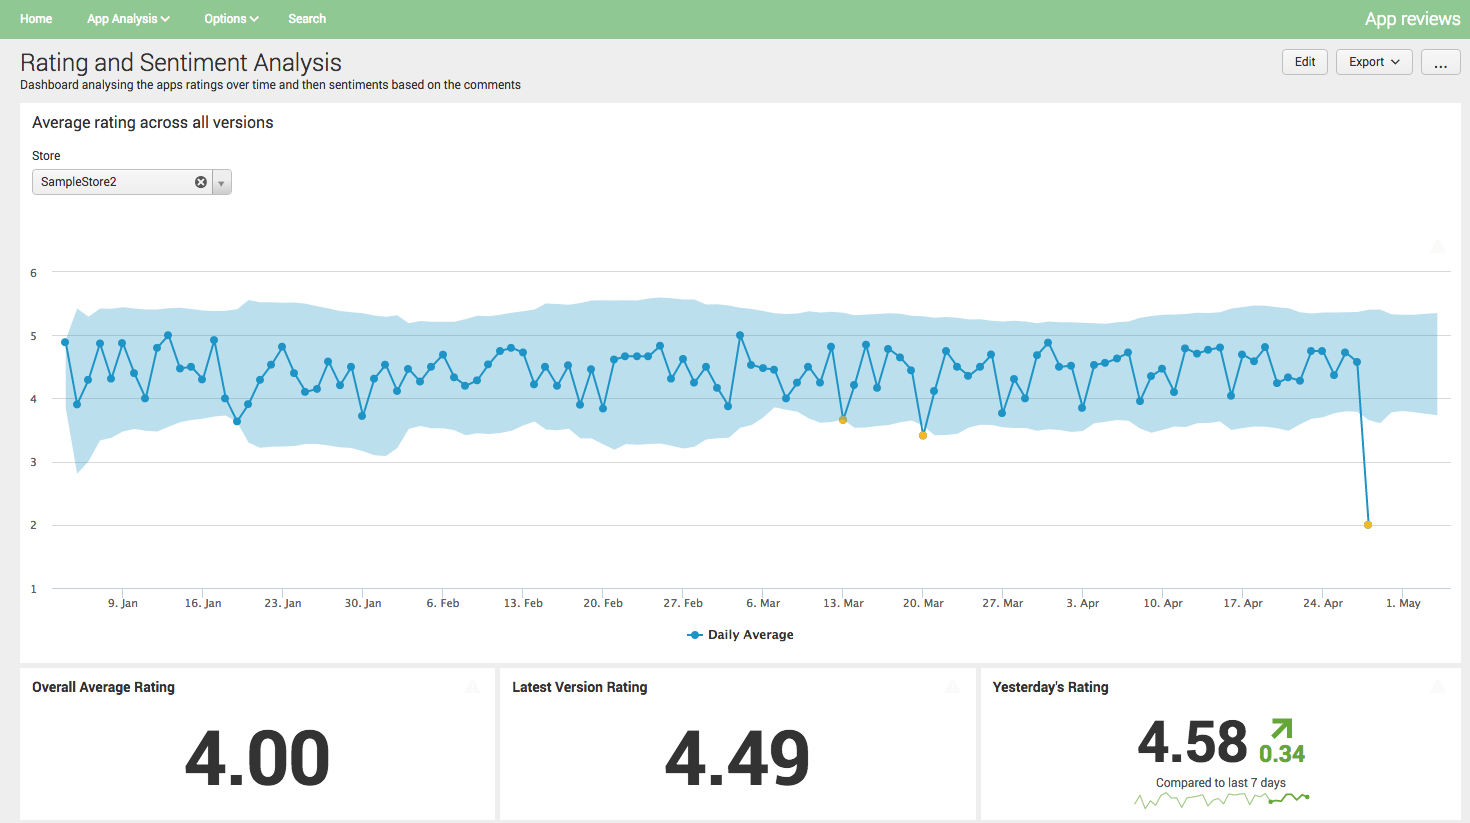 Home App Analysis Options Search App reviews
Rating and Sentiment Analysis
Dashboard analysing the apps ratings over time and then sentiments based on the comments
Edit Export ...
Average rating across all versions
Store
SampleStore2
6
5
4
3
2
1
9. Jan 16. Jan 23. Jan 30. Jan 6. Feb 13. Feb 20. Feb 27. Feb 6. Mar 13. Mar 20. Mar 27. Mar 3. Apr 10. Apr 17. Apr 24. Apr 1. May
Daily Average
Overall Average Rating
4.00
Latest Version Rating
4.49
Yesterday's Rating
4.58 0.34
Compared to last 7 days